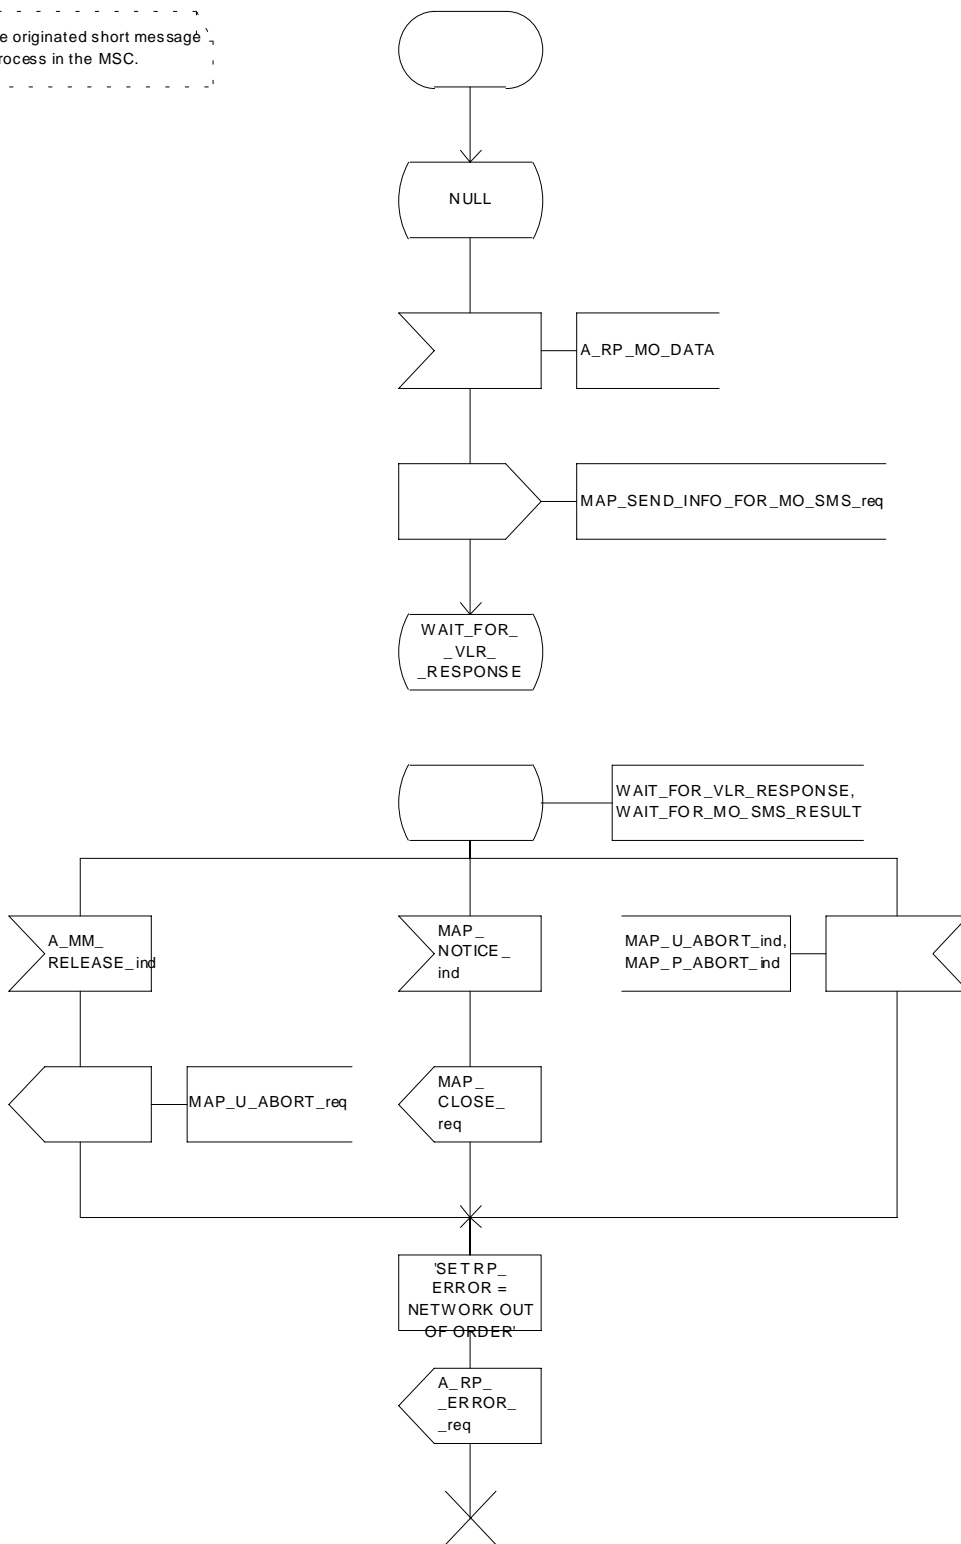 e originated short message
rocess in the MSC.
NULL
A_RP_MO_DATA
MAP_SEND_INFO_FOR_MO_SMS_req
WAIT_FOR_
_VLR_
_RESPONSE
WAIT_FOR_VLR_RESPONSE,
WAIT_FOR_MO_SMS_RESULT
A_MM_
RELEASE_ind
MAP_
NOTICE_
ind
MAP_U_ABORT_ind,
MAP_P_ABORT_ind
MAP_U_ABORT_req
MAP_
CLOSE_
req
'SET RP_
ERROR =
NETWORK OUT
OF ORDER'
A_RP_
_ERROR_
_req